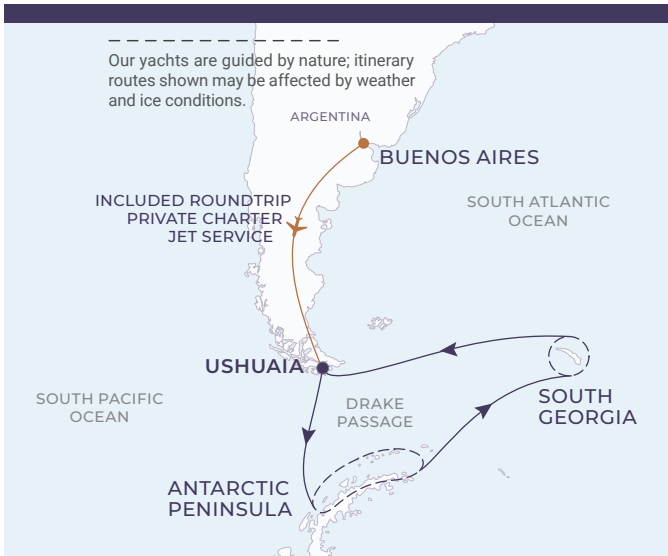 Our yachts are guided by nature; itinerary
routes shown may be affected by weather
and ice conditions.
ARGENTINA
BUENOS AIRES
INCLUDED ROUNDTRIP
PRIVATE CHARTER
JET SERVICE
SOUTH ATLANTIC
OCEAN
USHUAIA
SOUTH PACIFIC
OCEAN
DRAKE
PASSAGE
SOUTH
GEORGIA
ANTARCTIC
PENINSULA